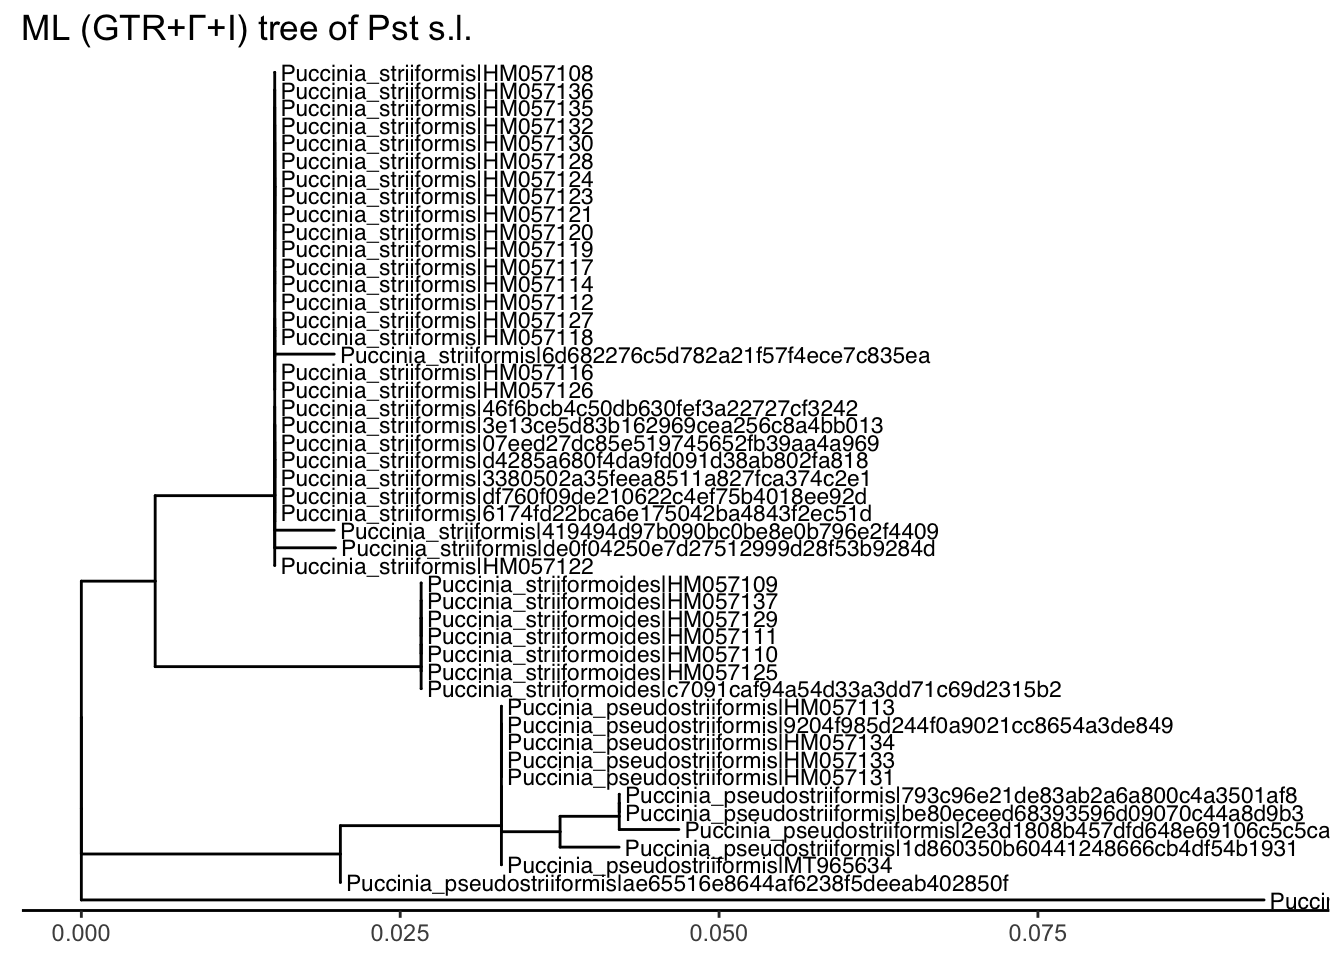 ML (GTR+Γ+I) tree of Pst s.l.
Puccinia_striiformis|HM057108
Puccinia_striiformis|HM057136
Puccinia_striiformis|HM057135
Puccinia_striiformis|HM057132
Puccinia_striiformis|HM057130
Puccinia_striiformis|HM057128
Puccinia_striiformis|HM057124
Puccinia_striiformis|HM057123
Puccinia_striiformis|HM057121
Puccinia_striiformis|HM057120
Puccinia_striiformis|HM057119
Puccinia_striiformis|HM057117
Puccinia_striiformis|HM057114
Puccinia_striiformis|HM057112
Puccinia_striiformis|HM057127
Puccinia_striiformis|HM057118
Puccinia_striiformis|6d682276c5d782a21f57f4ece7c835ea
Puccinia_striiformis|HM057116
Puccinia_striiformis|HM057126
Puccinia_striiformis|46f6bcb4c50db630fef3a22727cf3242
Puccinia_striiformis|3e13ce5d83b162969cea256c8a4bb013
Puccinia_striiformis|07eed27dc85e519745652fb39aa4a969
Puccinia_striiformis|d4285a680f4da9fd091d38ab802fa818
Puccinia_striiformis|3380502a35feea8511a827fca374c2e1
Puccinia_striiformis|df760f09de210622c4ef75b4018ee92d
Puccinia_striiformis|6174fd22bca6e175042ba4843f2ec51d
Puccinia_striiformis|419494d97b090bc0be8e0b796e2f4409
Puccinia_striiformis|de0f04250e7d27512999d28f53b9284d
Puccinia_striiformis|HM057122
Puccinia_striiformoides|HM057109
Puccinia_striiformoides|HM057137
Puccinia_striiformoides|HM057129
Puccinia_striiformoides|HM057111
Puccinia_striiformoides|HM057110
Puccinia_striiformoides|HM057125
Puccinia_striiformoides|c7091caf94a54d33a3dd71c69d2315b2
Puccinia_pseudostriiformis|HM057113
Puccinia_pseudostriiformis|9204f985d244f0a9021cc8654a3de849
Puccinia_pseudostriiformis|HM057134
Puccinia_pseudostriiformis|HM057133
Puccinia_pseudostriiformis|HM057131
Puccinia_pseudostriiformis|793c96e21de83ab2a6a800c4a3501af8
Puccinia_pseudostriiformis|be80eceed68393596d09070c44a8d9b3
Puccinia_pseudostriiformis|2e3d1808b457dfd648e69106c5c5ca
Puccinia_pseudostriiformis|1d860350b60441248666cb4df54b1931
Puccinia_pseudostriiformis|MT965634
Puccinia_pseudostriiformis|ae65516e8644af6238f5deeab402850f
Pucci
0.000 0.025 0.050 0.075